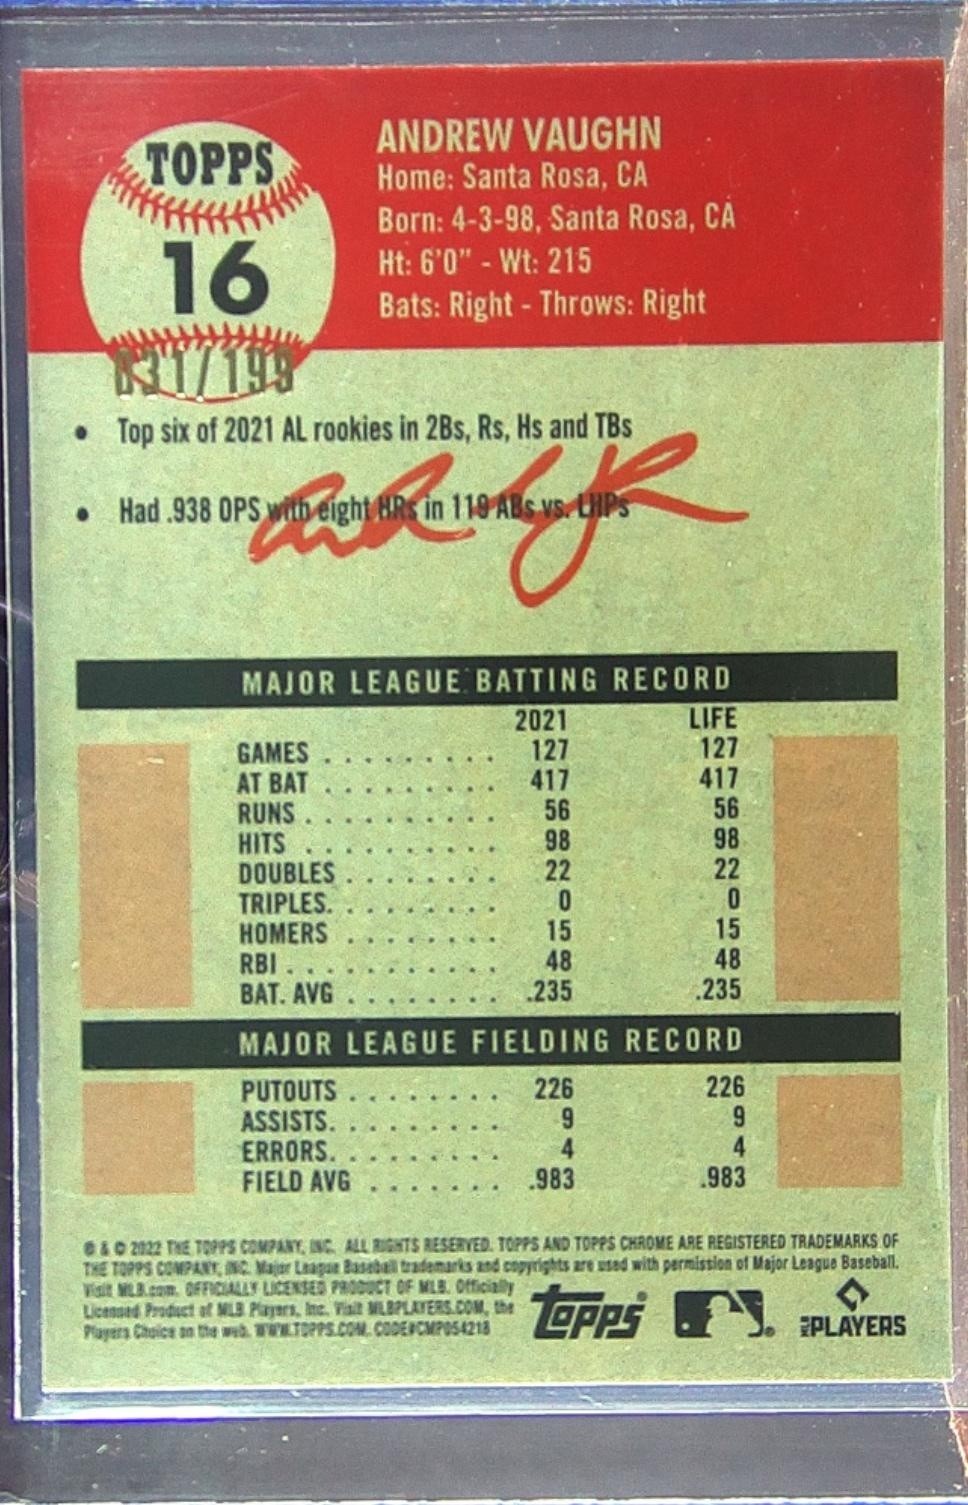 TOPPS
16
031/199
ANDREW VAUGHN
Home: Santa Rosa, CA
Born: 4-3-98, Santa Rosa, CA
Ht: 6'0" - Wt: 215
Bats: Right - Throws: Right
• Top six of 2021 AL rookies in 2Bs, Rs, Hs and TBs
• Had .938 OPS with eight HRs in 119 ABs vs. LHPs
MAJOR LEAGUE BATTING RECORD
2021 LIFE
GAMES . . . . . . . . . 127 127
AT BAT . . . . . . . . . 417 417
RUNS . . . . . . . . . . 56 56
HITS . . . . . . . . . . 98 98
DOUBLES . . . . . . . . 22 22
TRIPLES. . . . . . . . . 0 0
HOMERS . . . . . . . . 15 15
RBI . . . . . . . . . . . 48 48
BAT. AVG . . . . . . . . .235 .235
MAJOR LEAGUE FIELDING RECORD
PUTOUTS . . . . . . . . 226 226
ASSISTS. . . . . . . . . 9 9
ERRORS. . . . . . . . . 4 4
FIELD AVG . . . . . . . .983 .983
® & © 2022 THE TOPPS COMPANY, INC. ALL RIGHTS RESERVED. TOPPS AND TOPPS CHROME ARE REGISTERED TRADEMARKS OF
THE TOPPS COMPANY, INC. Major League Baseball trademarks and copyrights are used with permission of Major League Baseball.
Visit MLB.com. OFFICIALLY LICENSED PRODUCT OF MLB. Officially
Licensed Product of MLB Players, Inc. Visit MLBPLAYERS.COM, the
Players Choice on the web. WWW.TOPPS.COM. CODE#CMP054218
topps
MLB PLAYERS